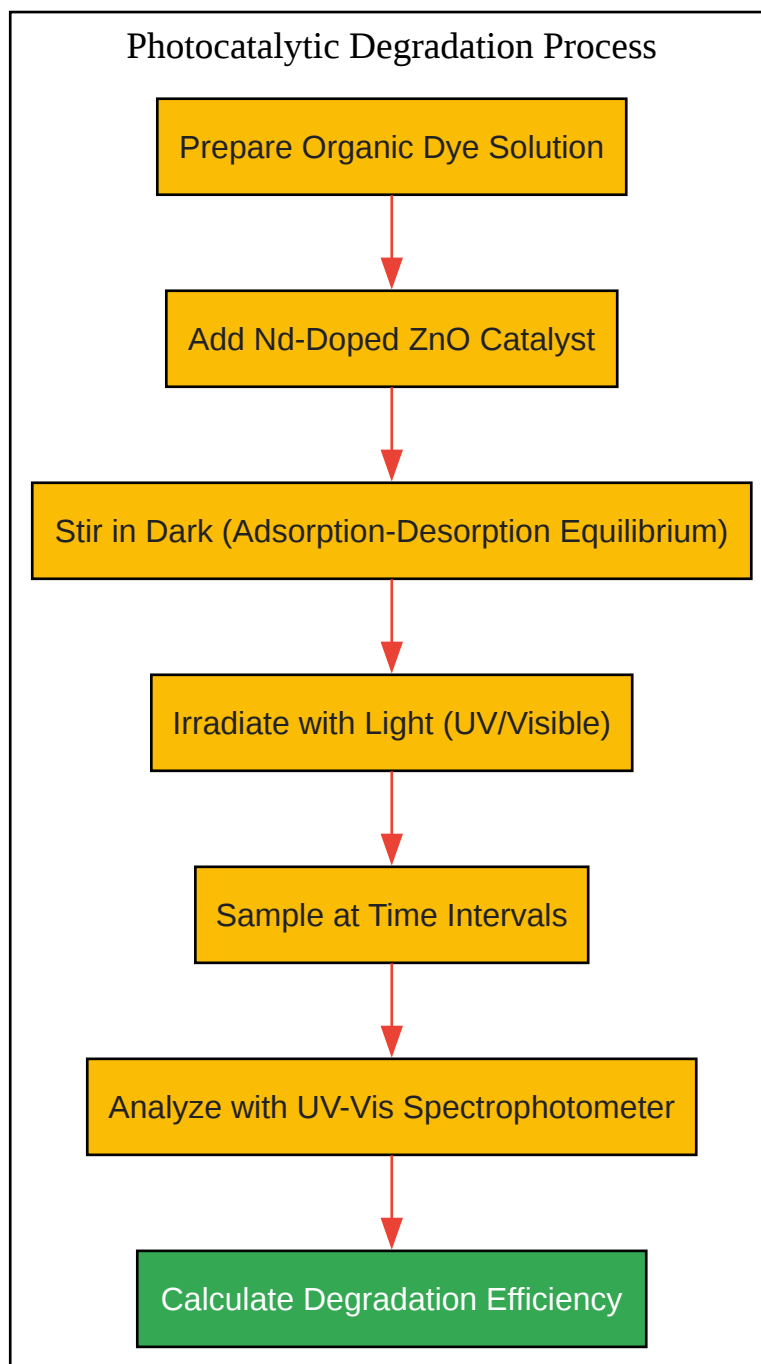 Photocatalytic Degradation Process
Prepare Organic Dye Solution
Add Nd-Doped ZnO Catalyst
Stir in Dark (Adsorption-Desorption Equilibrium)
Irradiate with Light (UV/Visible)
Sample at Time Intervals
Analyze with UV-Vis Spectrophotometer
Calculate Degradation Efficiency